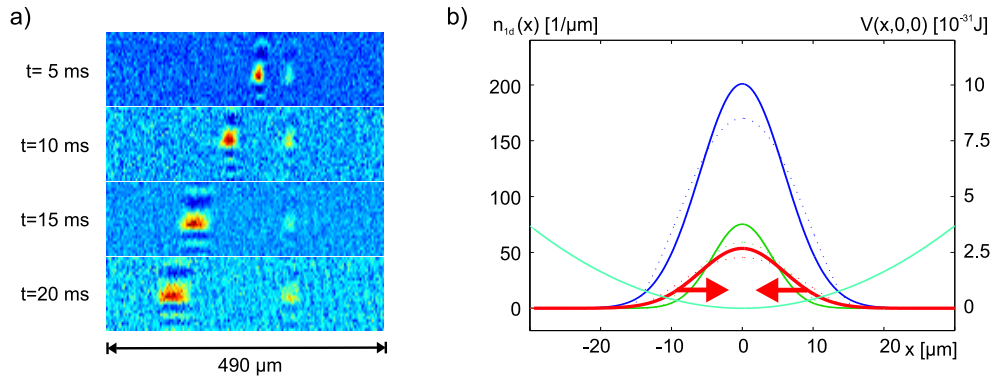 a)
t= 5 ms
t=10 ms
t=15 ms
t=20 ms
490 μm
b)
n1d(x) [1/μm]
V(x,0,0) [10-31J]
200
150
100
50
0
10
7.5
5
2.5
0
-20
-10
0
10
20
x [μm]